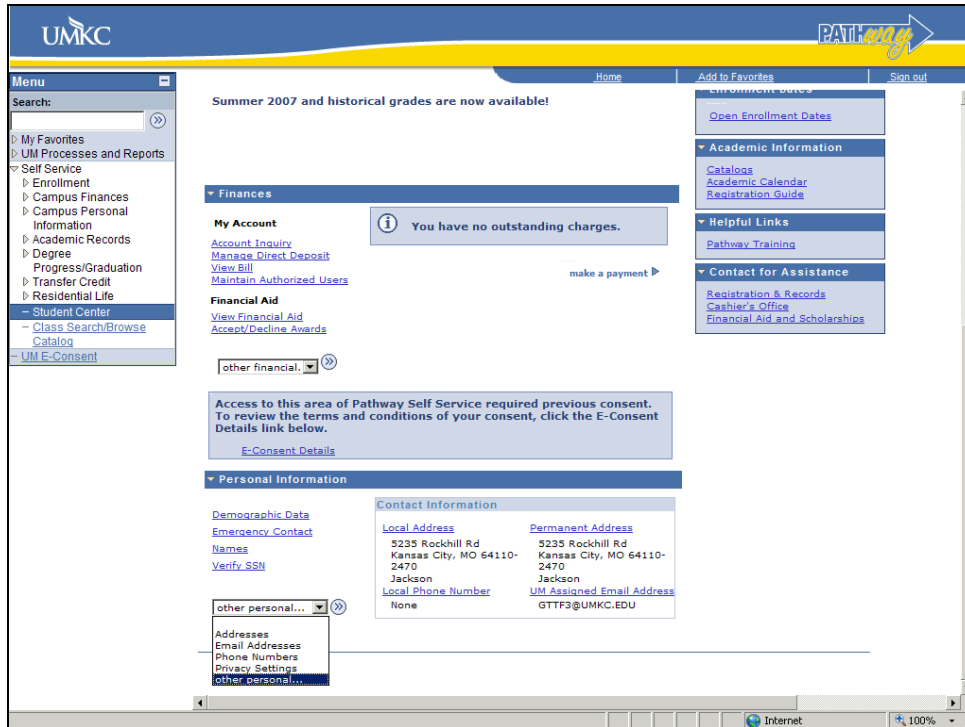 UMKC
PATHway
Home
Add to Favorites
Sign out
Menu
Search:
My Favorites
UM Processes and Reports
Self Service
Enrollment
Campus Finances
Campus Personal
Information
Academic Records
Degree
Progress/Graduation
Transfer Credit
Residential Life
Student Center
Class Search/Browse
Catalog
UM E-Consent
Summer 2007 and historical grades are now available!
Finances
My Account
Account Inquiry
Manage Direct Deposit
View Bill
Maintain Authorized Users
Financial Aid
View Financial Aid
Accept/Decline Awards
You have no outstanding charges.
make a payment
other financial.
Access to this area of Pathway Self Service required previous consent.
To review the terms and conditions of your consent, click the E-Consent
Details link below.
E-Consent Details
Personal Information
Demographic Data
Emergency Contact
Names
Verify SSN
other personal...
Addresses
Email Addresses
Phone Numbers
Privacy Settings
other personal...
Contact Information
Local Address
5235 Rockhill Rd
Kansas City, MO 64110-
2470
Jackson
Permanent Address
5235 Rockhill Rd
Kansas City, MO 64110-
2470
Jackson
Local Phone Number
None
UM Assigned Email Address
GTTF3@UMKC.EDU
Enrollment Dates
Open Enrollment Dates
Academic Information
Catalogs
Academic Calendar
Registration Guide
Helpful Links
Pathway Training
Contact for Assistance
Registration & Records
Cashier's Office
Financial Aid and Scholarships
Internet
100%